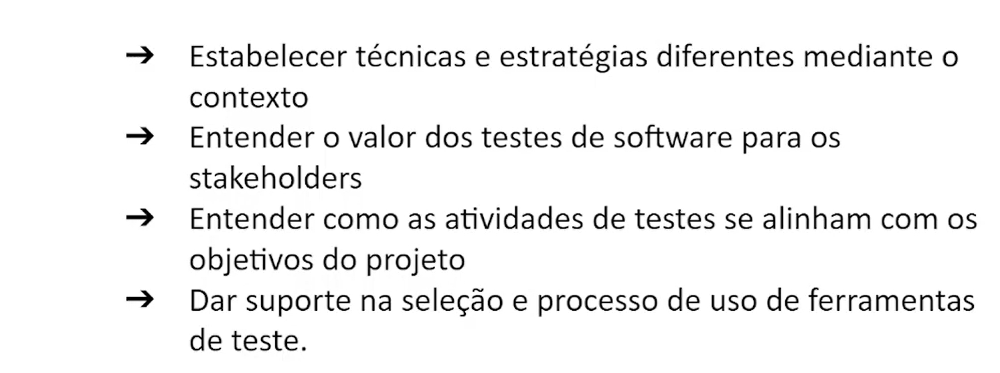 ➔ Estabelecer técnicas e estratégias diferentes mediante o
contexto
➔ Entender o valor dos testes de software para os
stakeholders
➔ Entender como as atividades de testes se alinham com os
objetivos do projeto
➔ Dar suporte na seleção e processo de uso de ferramentas
de teste.